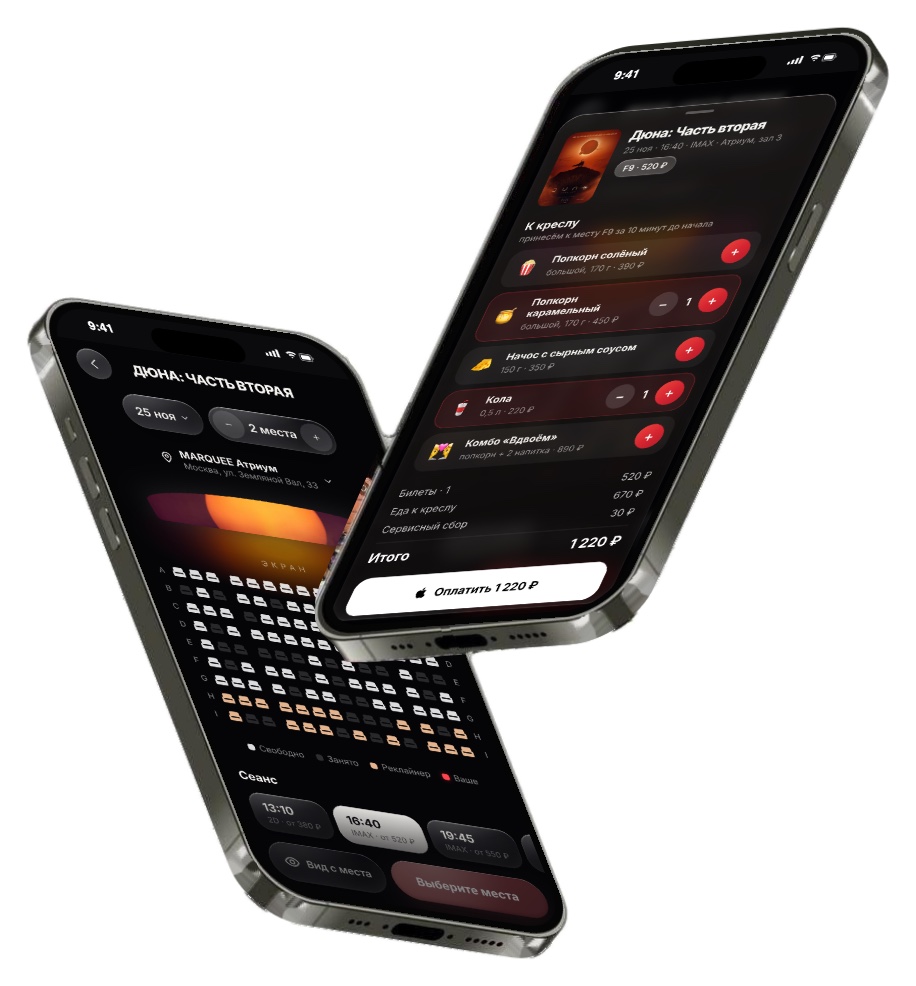 9:41
Дюна: Часть вторая
25 ноя · 16:40 · IMAX · Атриум, зал 3
F9 · 520 ₽
К креслу
принесём к месту F9 за 10 минут до начала
Попкорн солёный
большой, 170 г · 390 ₽
+
Попкорн
карамельный
большой, 170 г · 450 ₽
− 1 +
Начос с сырным соусом
150 г · 350 ₽
+
Кола
0,5 л · 220 ₽
− 1 +
Комбо «Вдвоём»
попкорн + 2 напитка · 890 ₽
+
Билеты · 1 520 ₽
Еда к креслу 670 ₽
Сервисный сбор 30 ₽
Итого 1 220 ₽
Оплатить 1 220 ₽
9:41
ДЮНА: ЧАСТЬ ВТОРАЯ
25 ноя
− 2 места +
MARQUEE Атриум
Москва, ул. Земляной Вал, 33
ЭКРАН
A
B
C
D D
E E
F F
G G
H H
I I
Свободно Занято Реклайнер Ваше
Сеанс
13:10
2D · от 380 ₽
16:40
IMAX · от 520 ₽
19:45
IMAX · от 550 ₽
Вид с места
Выберите места